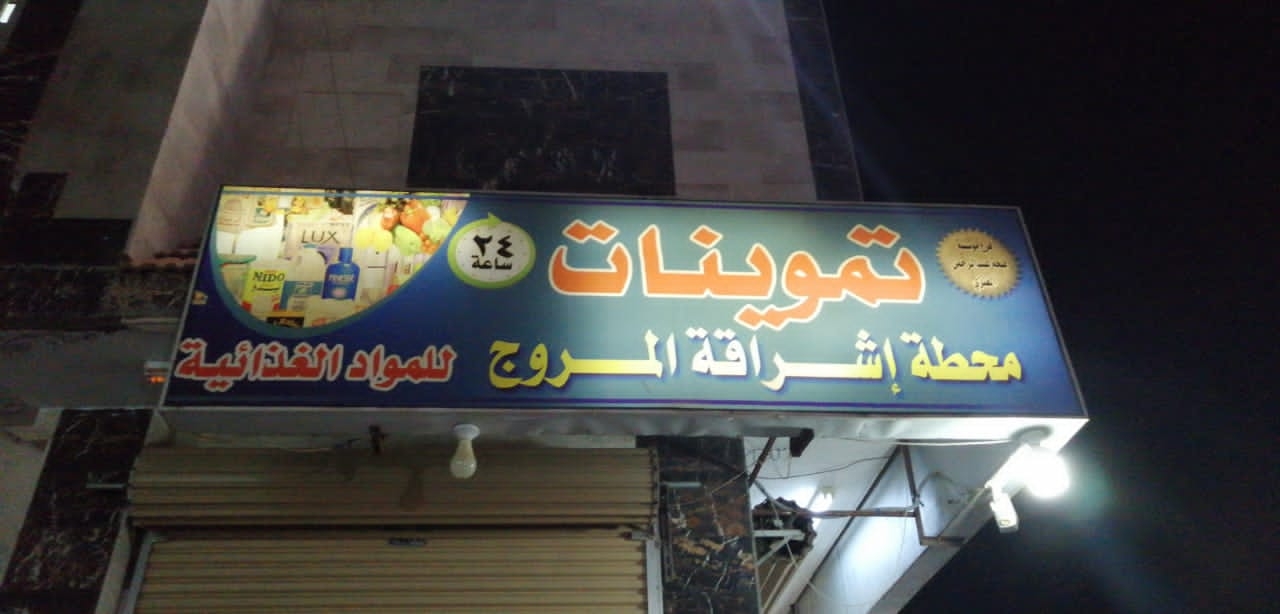 تموينات
٢٤
ساعة
محطة إشراقة المروج
للمواد الغذائية
LUX
NIDO